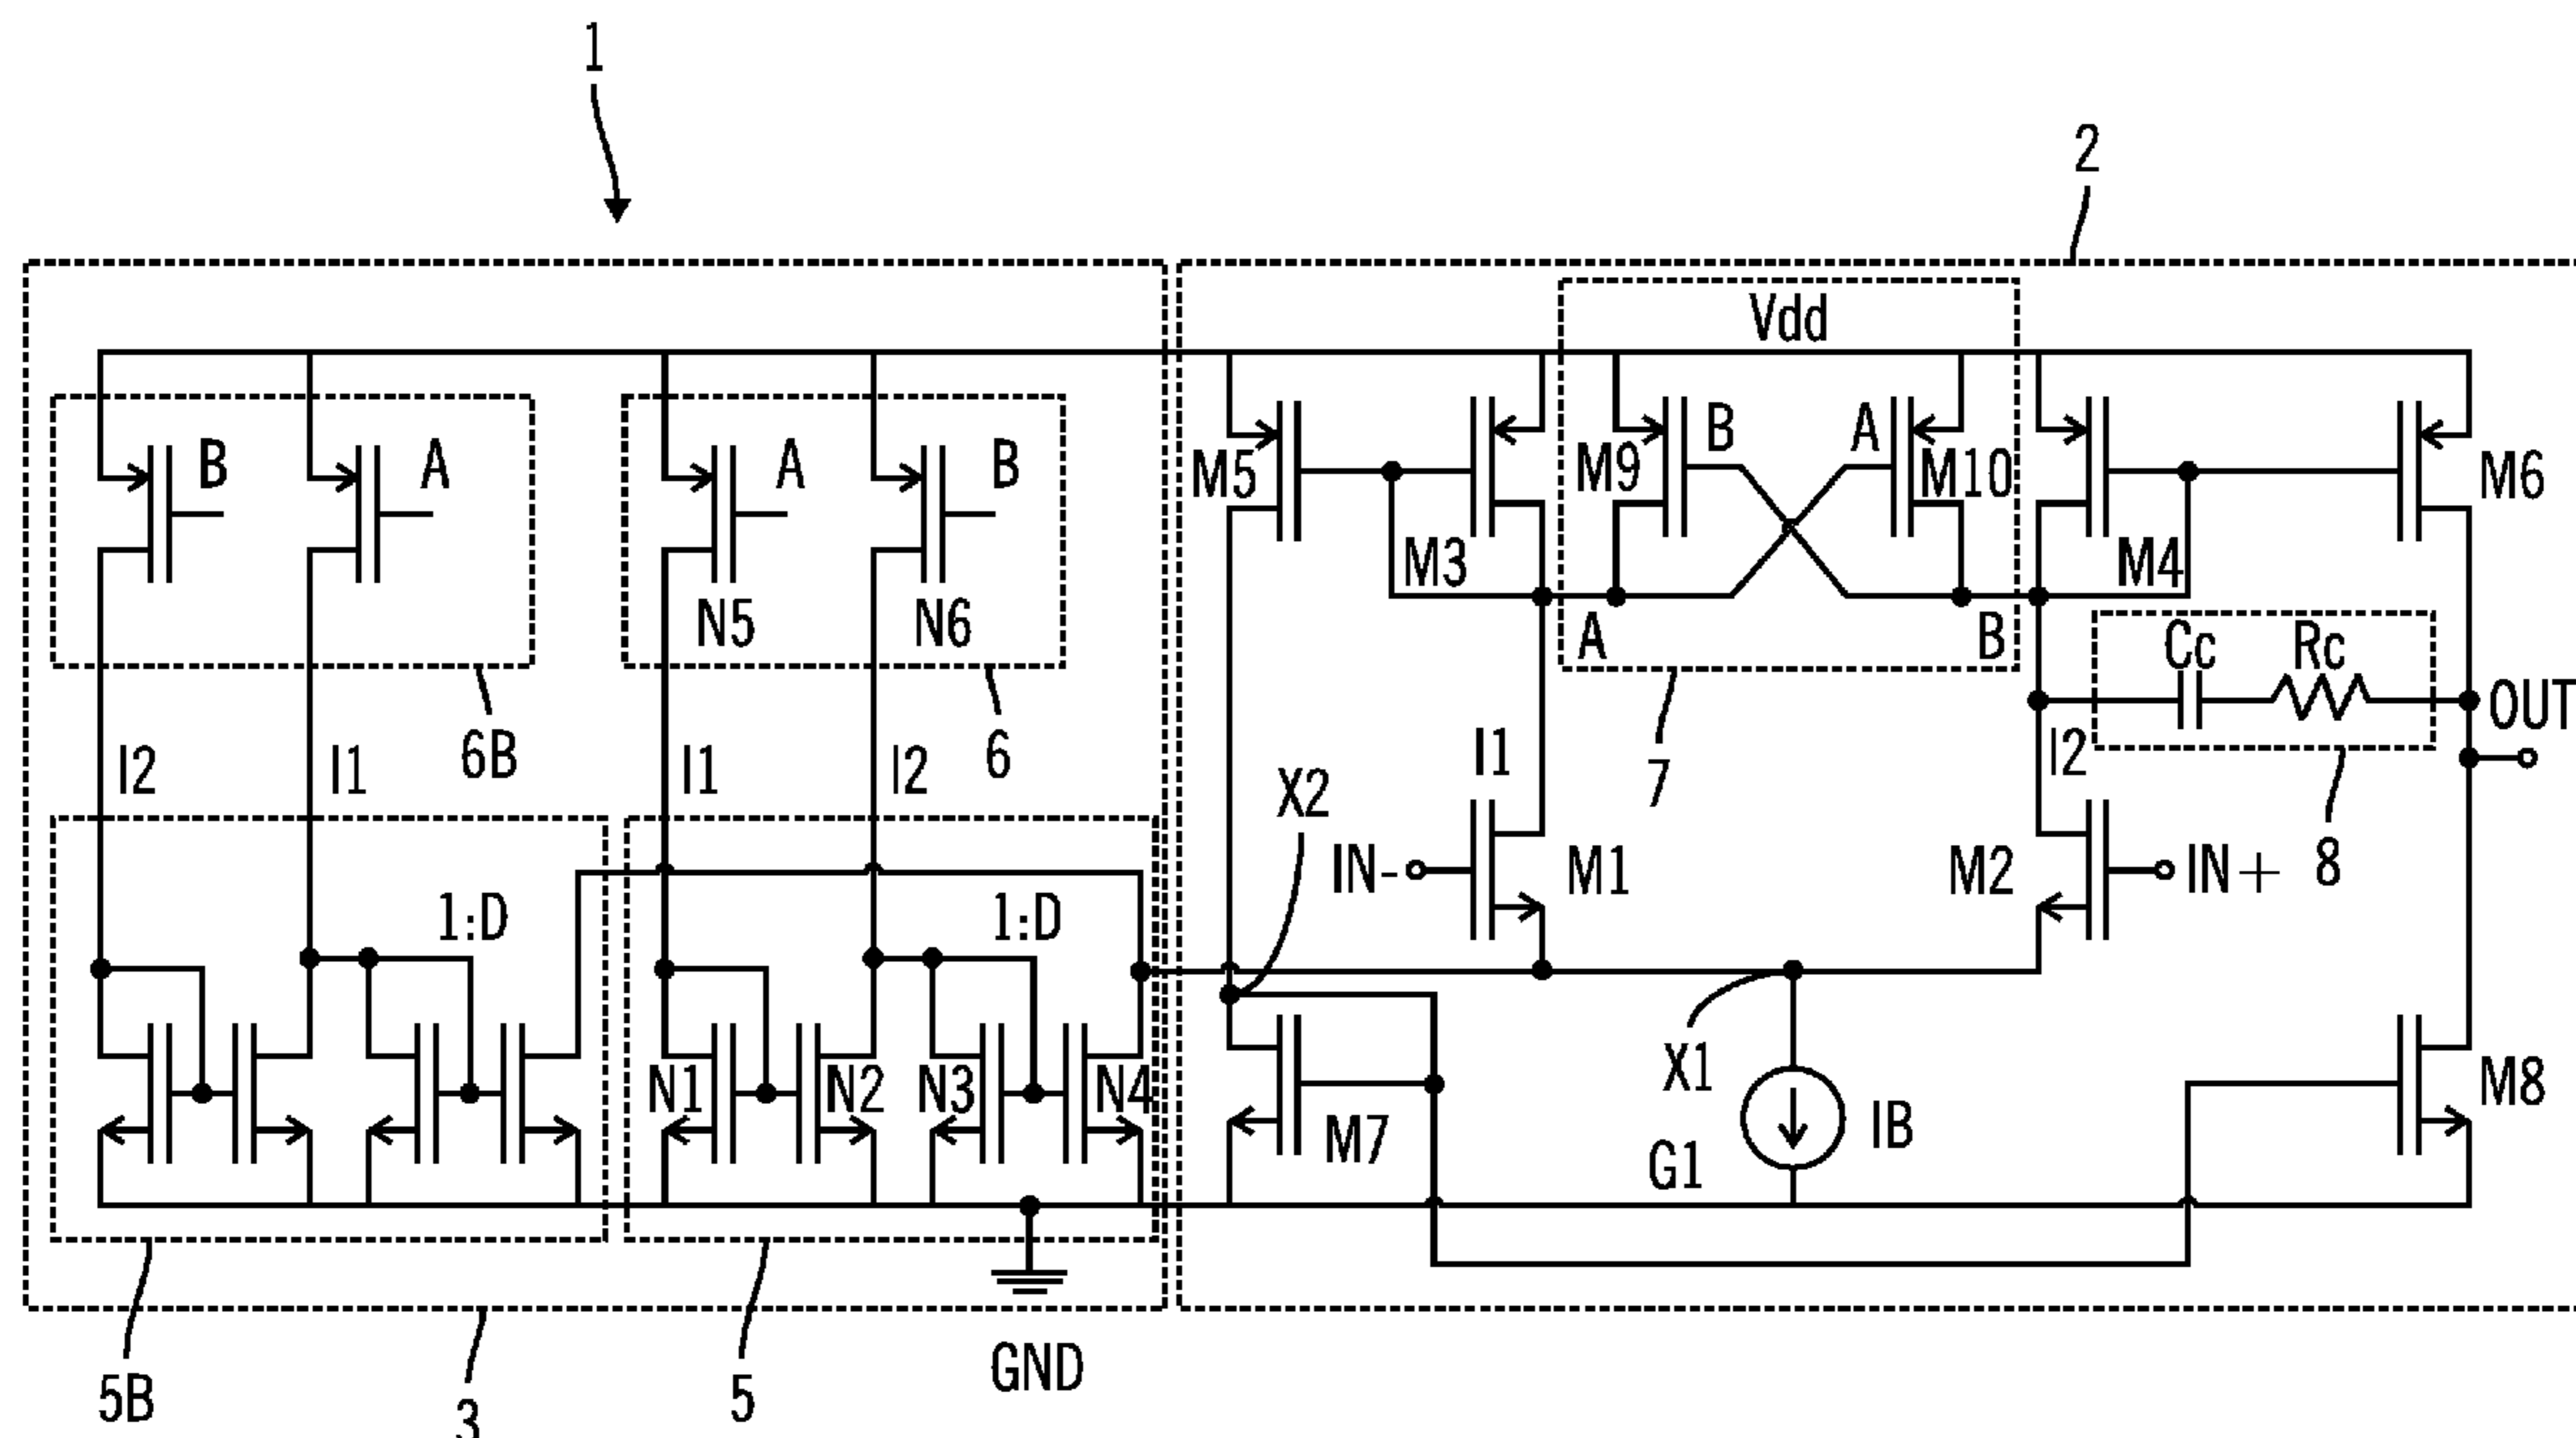 1
2
Vdd
B
A
A
B
M5
M3
M9
B
A
M10
M4
M6
N5
N6
A
B
Cc
Rc
OUT
6B
6
7
8
I2
I1
I1
I2
I1
I2
X2
IN-
M1
M2
IN+
1:D
1:D
N1
N2
N3
N4
M7
X1
G1
IB
M8
5B
3
5
GND